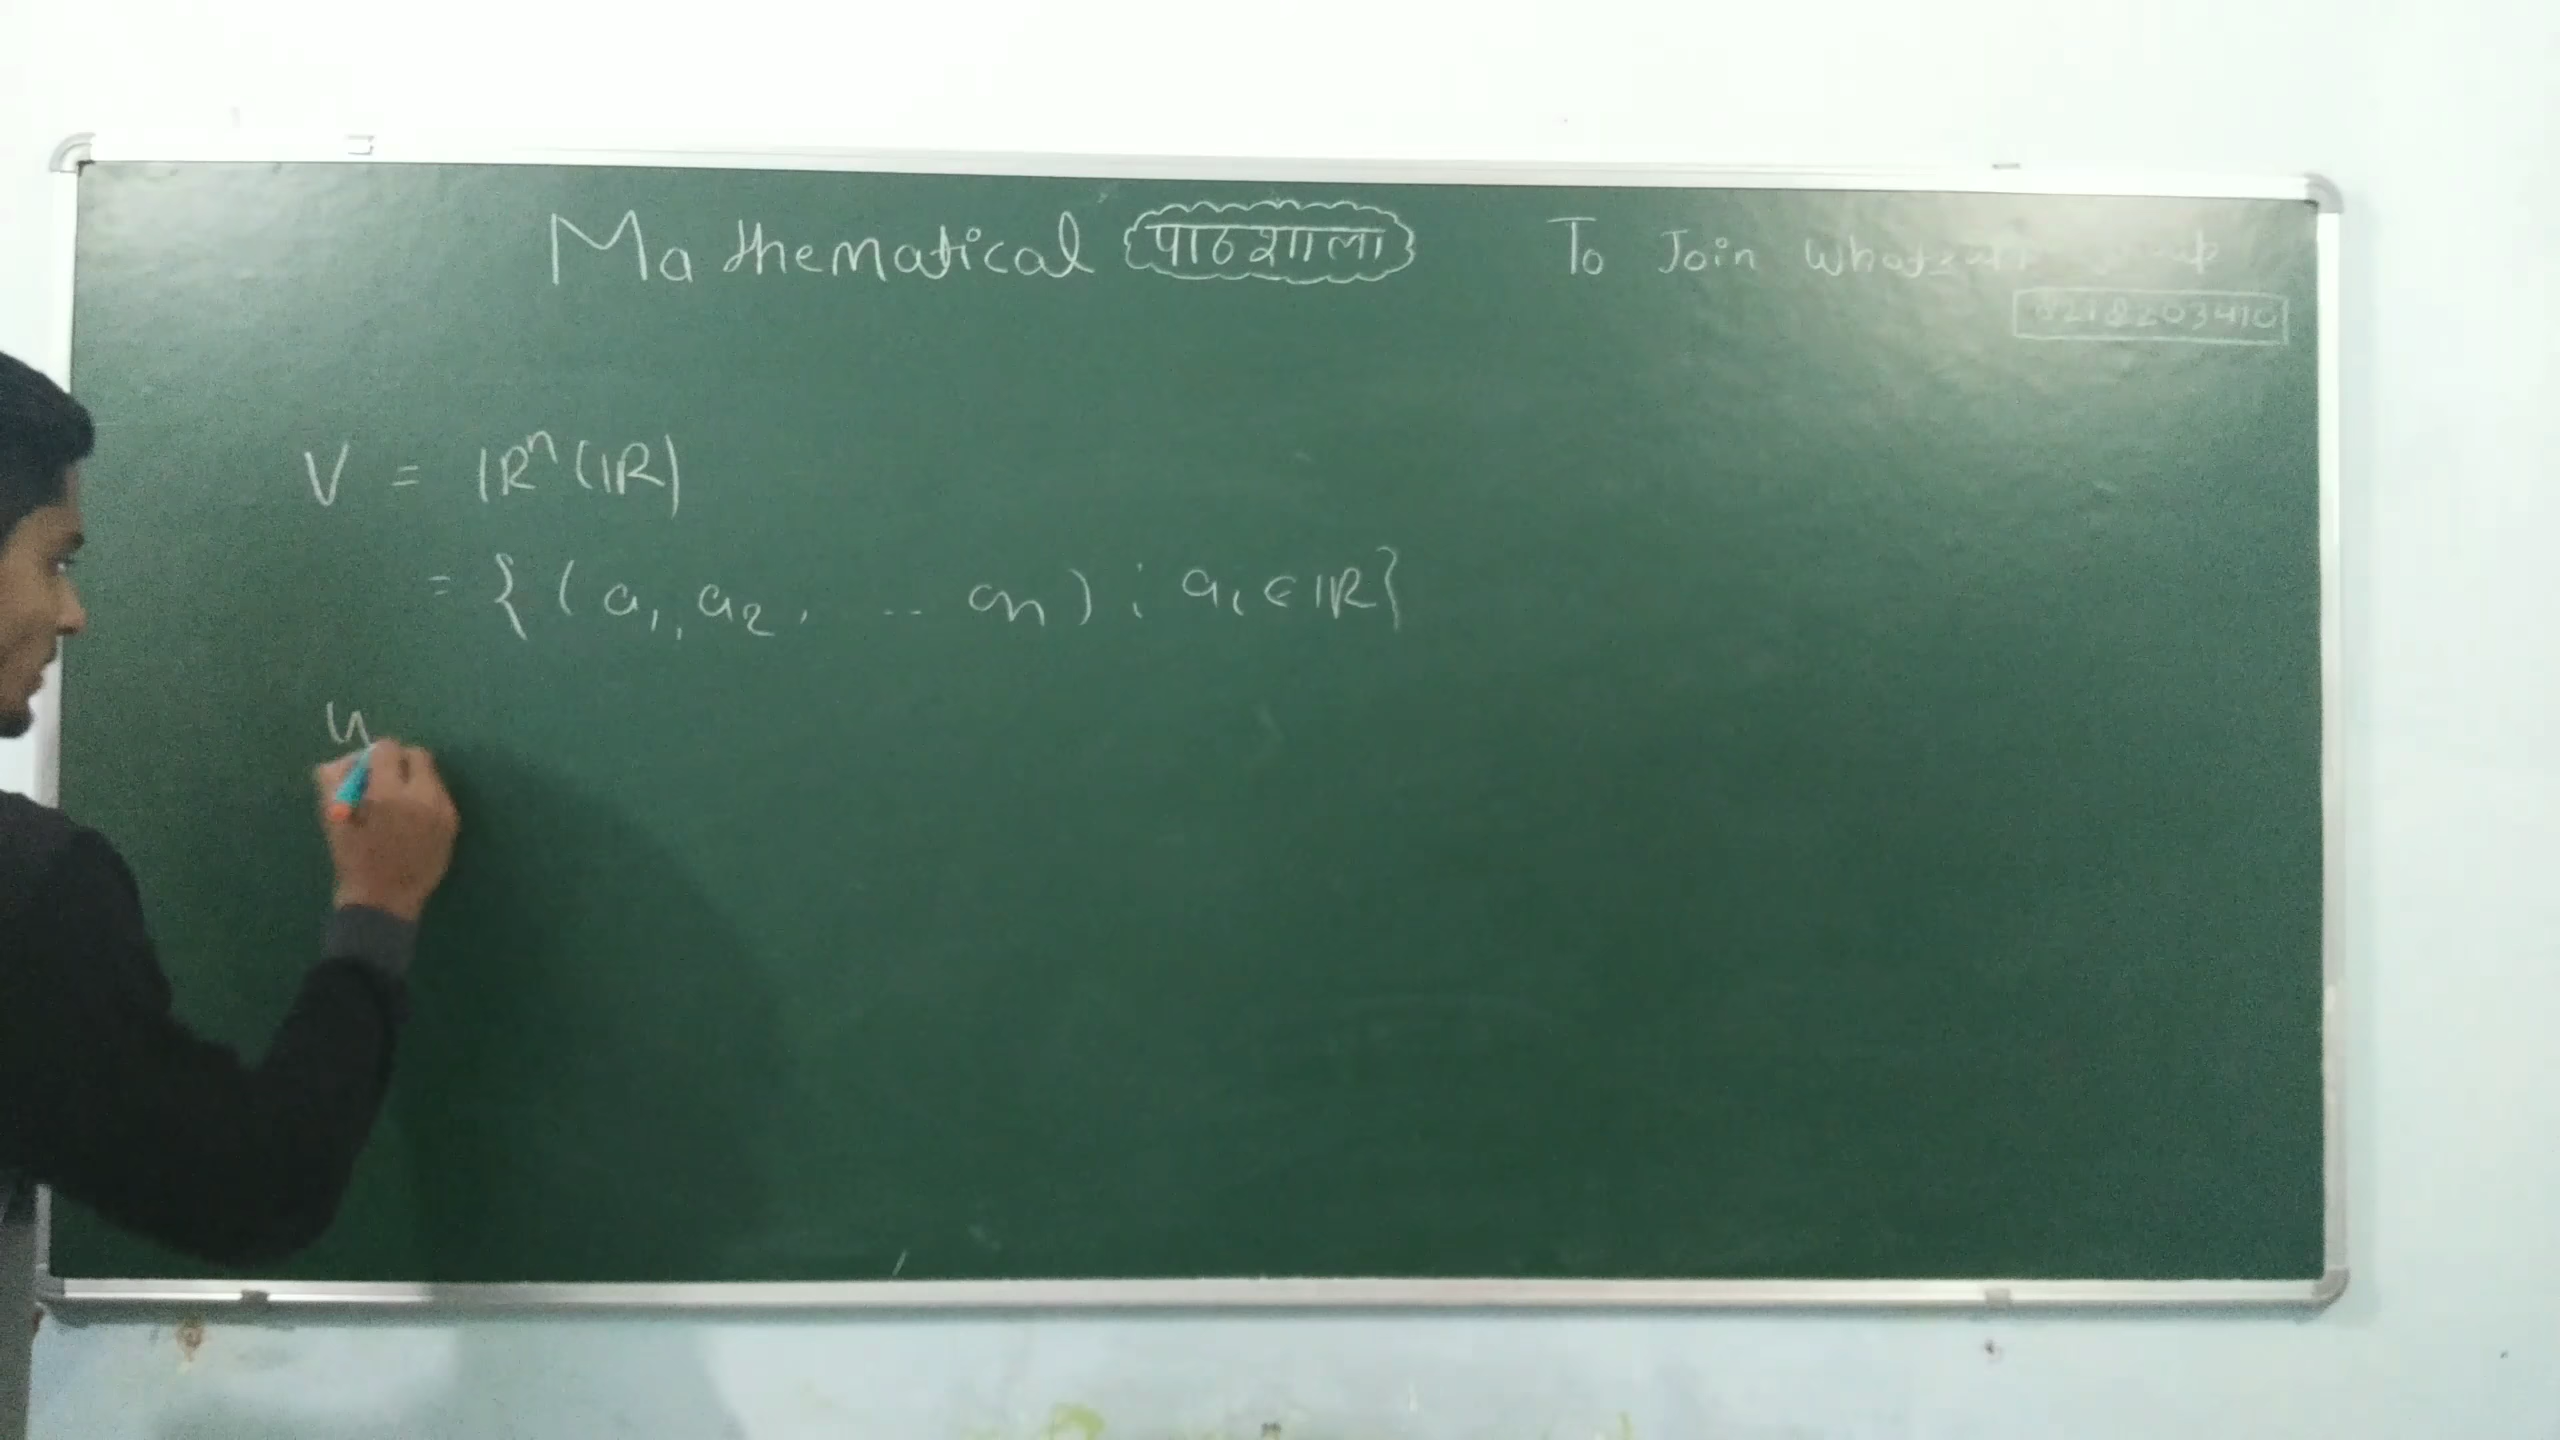 Mathematical पाठशाला To Join
V = ℝⁿ(ℝ)
= { ( a₁, a₂, .. aₙ ) : aᵢ ∈ ℝ }
u